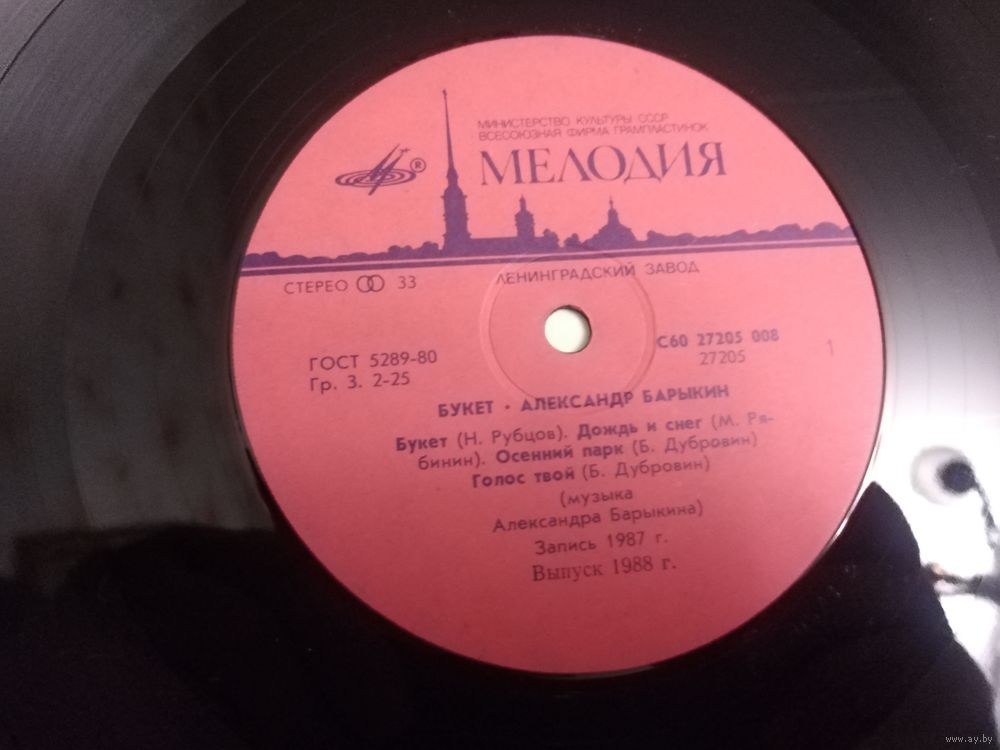 МИНИСТЕРСТВО КУЛЬТУРЫ СССР
ВСЕСОЮЗНАЯ ФИРМА ГРАМПЛАСТИНОК
®
МЕЛОДИЯ
СТЕРЕО 33
ЛЕНИНГРАДСКИЙ ЗАВОД
ГОСТ 5289-80
Гр. 3. 2-25
С60 27205 008
27205
1
БУКЕТ · АЛЕКСАНДР БАРЫКИН
Букет (Н. Рубцов). Дождь и снег (М. Ря-
бинин). Осенний парк (Б. Дубровин)
Голос твой (Б. Дубровин)
(музыка
Александра Барыкина)
Запись 1987 г.
Выпуск 1988 г.
www.ay.by